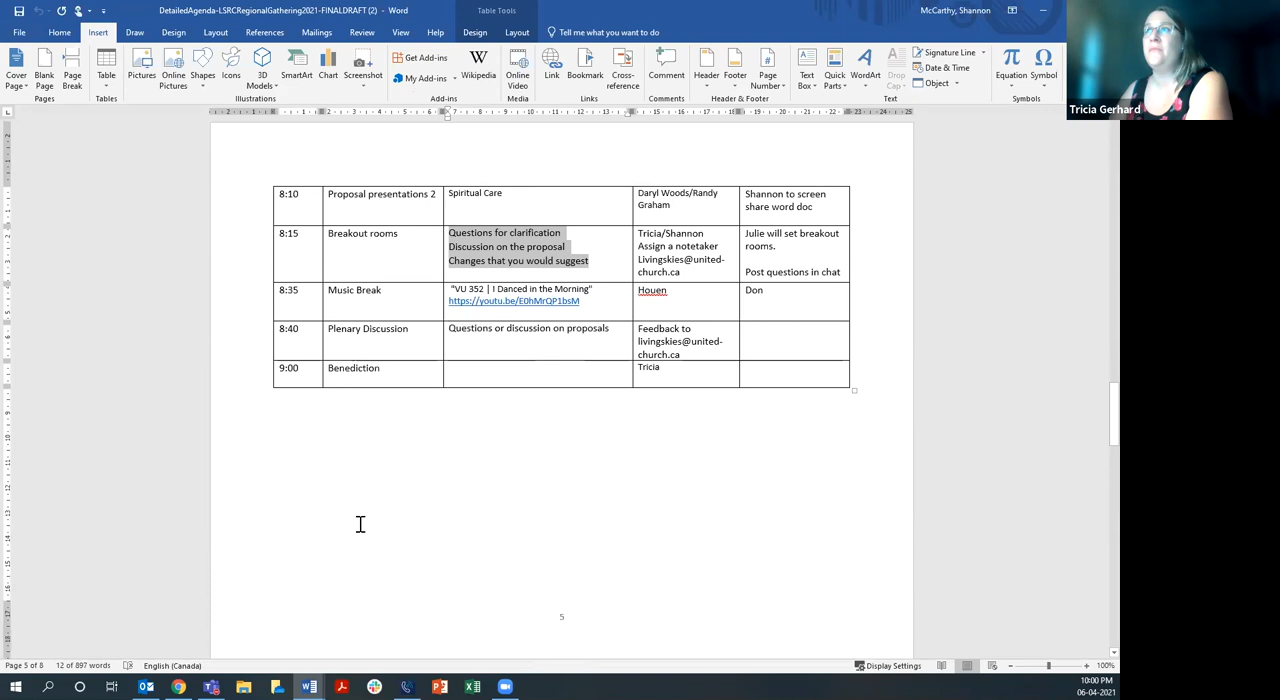 DetailedAgenda-LSRCRegionalGathering2021-FINALDRAFT (2) - Word
Table Tools
McCarthy, Shannon
File Home Insert Draw Design Layout References Mailings Review View Help Design Layout Tell me what you want to do
Cover Page
Blank Page
Page Break
Pages
Table
Tables
Pictures
Online Pictures
Shapes
Icons
3D Models
SmartArt
Chart
Screenshot
Illustrations
Get Add-ins
My Add-ins
Wikipedia
Add-ins
Online Video
Media
Link
Bookmark
Cross-reference
Links
Comment
Comments
Header
Footer
Page Number
Header & Footer
Text Box
Quick Parts
WordArt
Drop Cap
Signature Line
Date & Time
Object
Text
Equation
Symbol
Symbols
Tricia Gerhard
8:10
Proposal presentations 2
Spiritual Care
Daryl Woods/Randy
Graham
Shannon to screen
share word doc
8:15
Breakout rooms
Questions for clarification
Discussion on the proposal
Changes that you would suggest
Tricia/Shannon
Assign a notetaker
Livingskies@united-
church.ca
Julie will set breakout
rooms.
Post questions in chat
8:35
Music Break
"VU 352 | I Danced in the Morning"
https://youtu.be/E0hMrQP1bsM
Houen
Don
8:40
Plenary Discussion
Questions or discussion on proposals
Feedback to
livingskies@united-
church.ca
9:00
Benediction
Tricia
5
Page 5 of 8 12 of 897 words English (Canada) Display Settings 100%
10:00 PM
06-04-2021